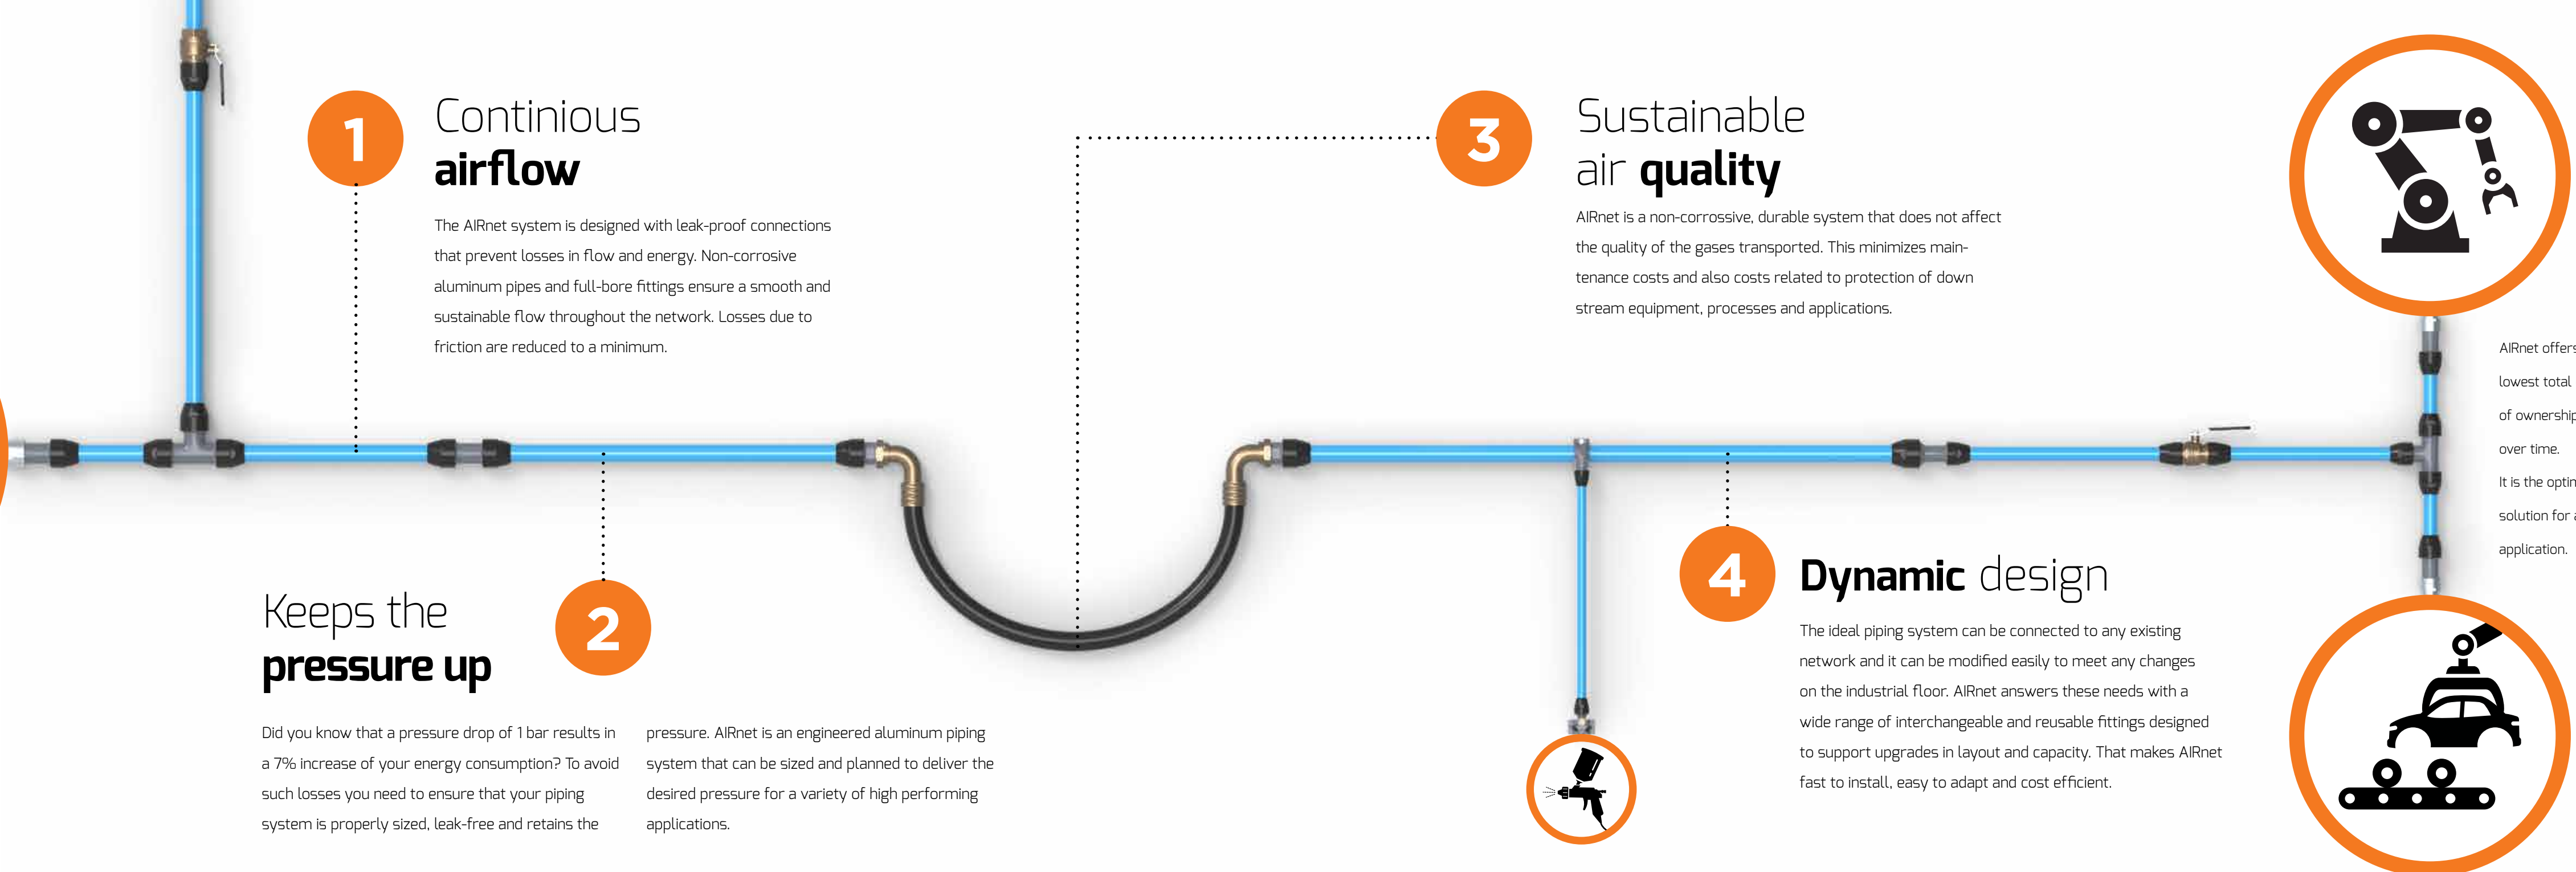 1
Continious
airflow
The AIRnet system is designed with leak-proof connections
that prevent losses in flow and energy. Non-corrosive
aluminum pipes and full-bore fittings ensure a smooth and
sustainable flow throughout the network. Losses due to
friction are reduced to a minimum.
Keeps the
pressure up
2
Did you know that a pressure drop of 1 bar results in
a 7% increase of your energy consumption? To avoid
such losses you need to ensure that your piping
system is properly sized, leak-free and retains the
pressure. AIRnet is an engineered aluminum piping
system that can be sized and planned to deliver the
desired pressure for a variety of high performing
applications.
3
Sustainable
air quality
AIRnet is a non-corrossive, durable system that does not affect
the quality of the gases transported. This minimizes main-
tenance costs and also costs related to protection of down
stream equipment, processes and applications.
4
Dynamic design
The ideal piping system can be connected to any existing
network and it can be modified easily to meet any changes
on the industrial floor. AIRnet answers these needs with a
wide range of interchangeable and reusable fittings designed
to support upgrades in layout and capacity. That makes AIRnet
fast to install, easy to adapt and cost efficient.
AIRnet offers
lowest total
of ownership
over time.
It is the
solution for
application.